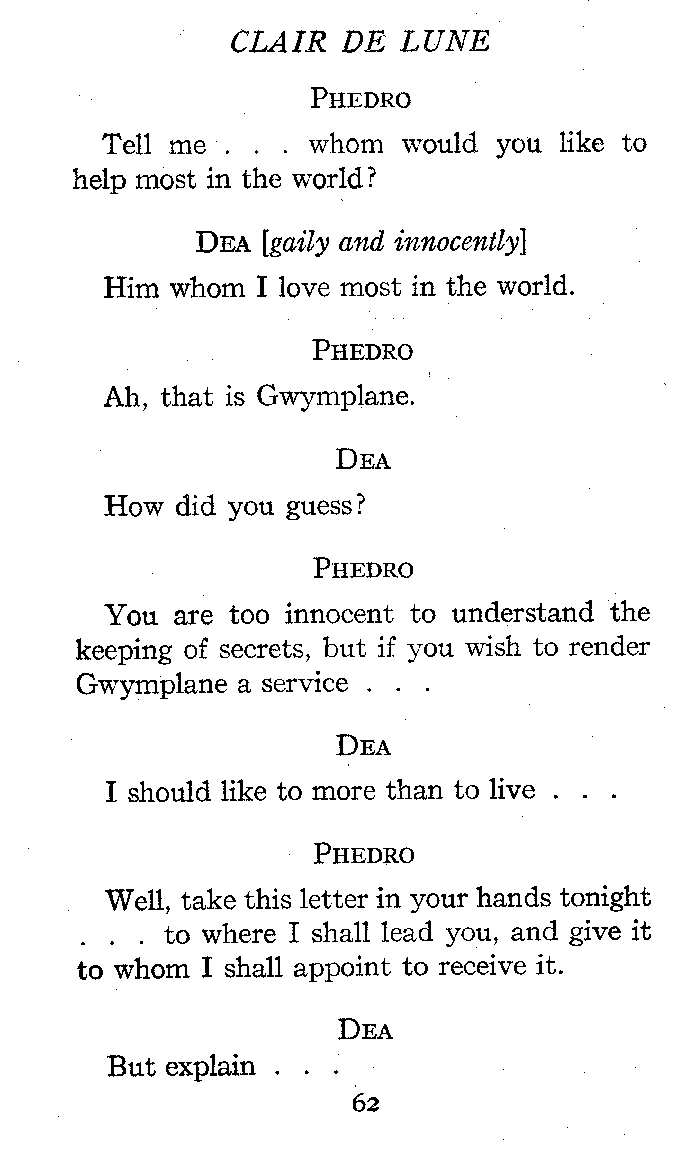 CLAIR DE LUNE
PHEDRO
Tell me . . . whom would you like to
help most in the world?
DEA [gaily and innocently]
Him whom I love most in the world.
PHEDRO
Ah, that is Gwymplane.
DEA
How did you guess?
PHEDRO
You are too innocent to understand the
keeping of secrets, but if you wish to render
Gwymplane a service . . .
DEA
I should like to more than to live . . .
PHEDRO
Well, take this letter in your hands tonight
. . . to where I shall lead you, and give it
to whom I shall appoint to receive it.
DEA
But explain . . .
62